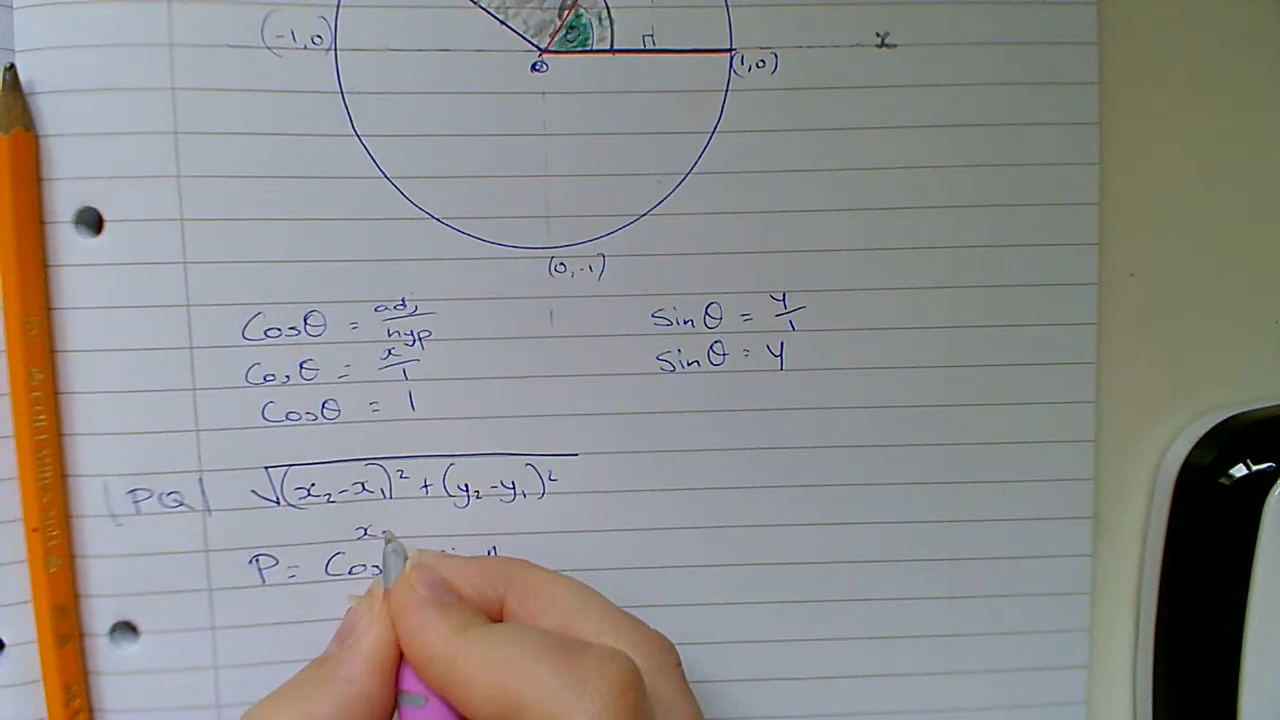 (-1,0)
x
(1,0)
(0,-1)
Cosθ = adj/hyp
Cosθ = x/1
Cosθ = 1
sinθ = y/1
sinθ = y
|PQ| √(x₂-x₁)² + (y₂-y₁)²
x
P = Cos